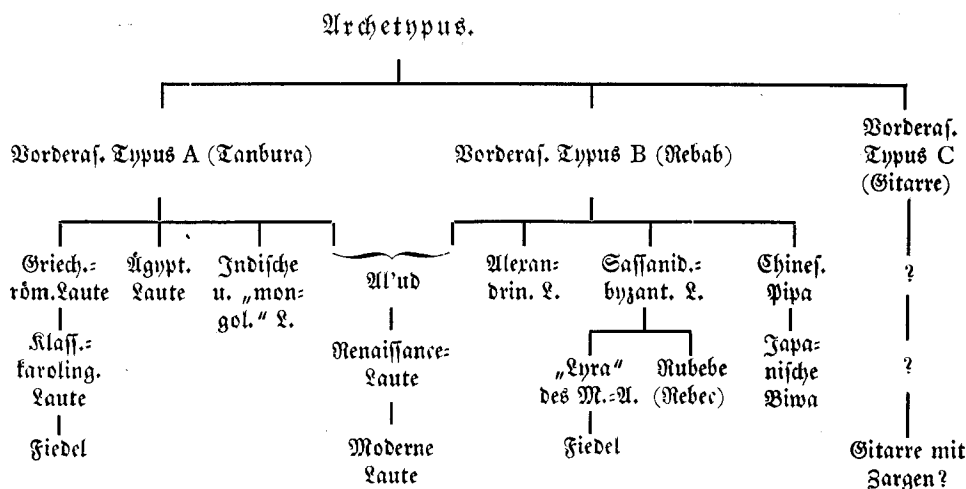 Archetypus.
Vorderas. Typus A (Tanbura)
Vorderas. Typus B (Rebab)
Vorderas.
Typus C
(Gitarre)
Griech.=
röm. Laute
Ägypt.
Laute
Indische
u. „mon=
gol.“ L.
Al'ud
Alexan=
drin. L.
Sassanid.=
byzant. L.
Chines.
Pipa
?
Klass.=
karoling.
Laute
Renaissance=
Laute
„Lyra“
des M.=A.
Rubebe
(Rebec)
Japa=
nische
Biwa
?
Fiedel
Moderne
Laute
Fiedel
Gitarre mit
Zargen?